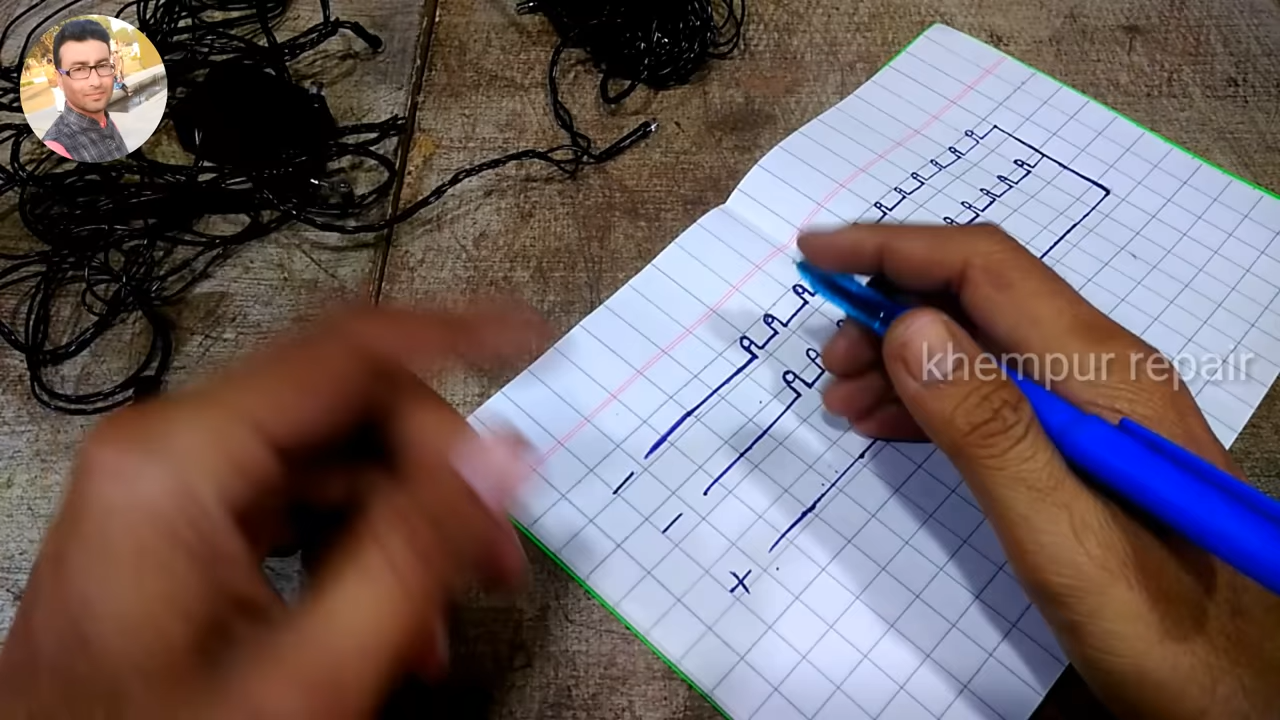 khempur repair
-
-
+